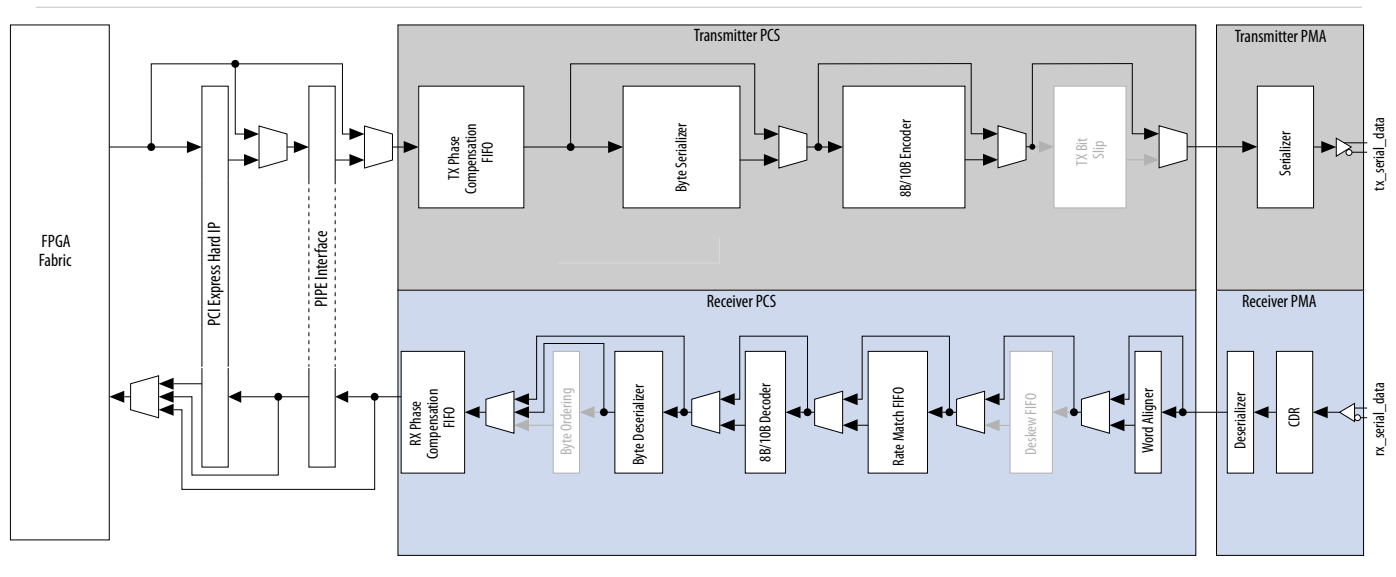 Transmitter PCS
Transmitter PMA
FPGA
Fabric
PCI Express Hard IP
PIPE Interface
TX Phase
Compensation
FIFO
Byte Serializer
8B/10B Encoder
TX Bit
Slip
Serializer
tx_serial_data
Receiver PCS
Receiver PMA
RX Phase
Compensation
FIFO
Byte Ordering
Byte Deserializer
8B/10B Decoder
Rate Match FIFO
Deskew FIFO
Word Aligner
Deserializer
CDR
rx_serial_data